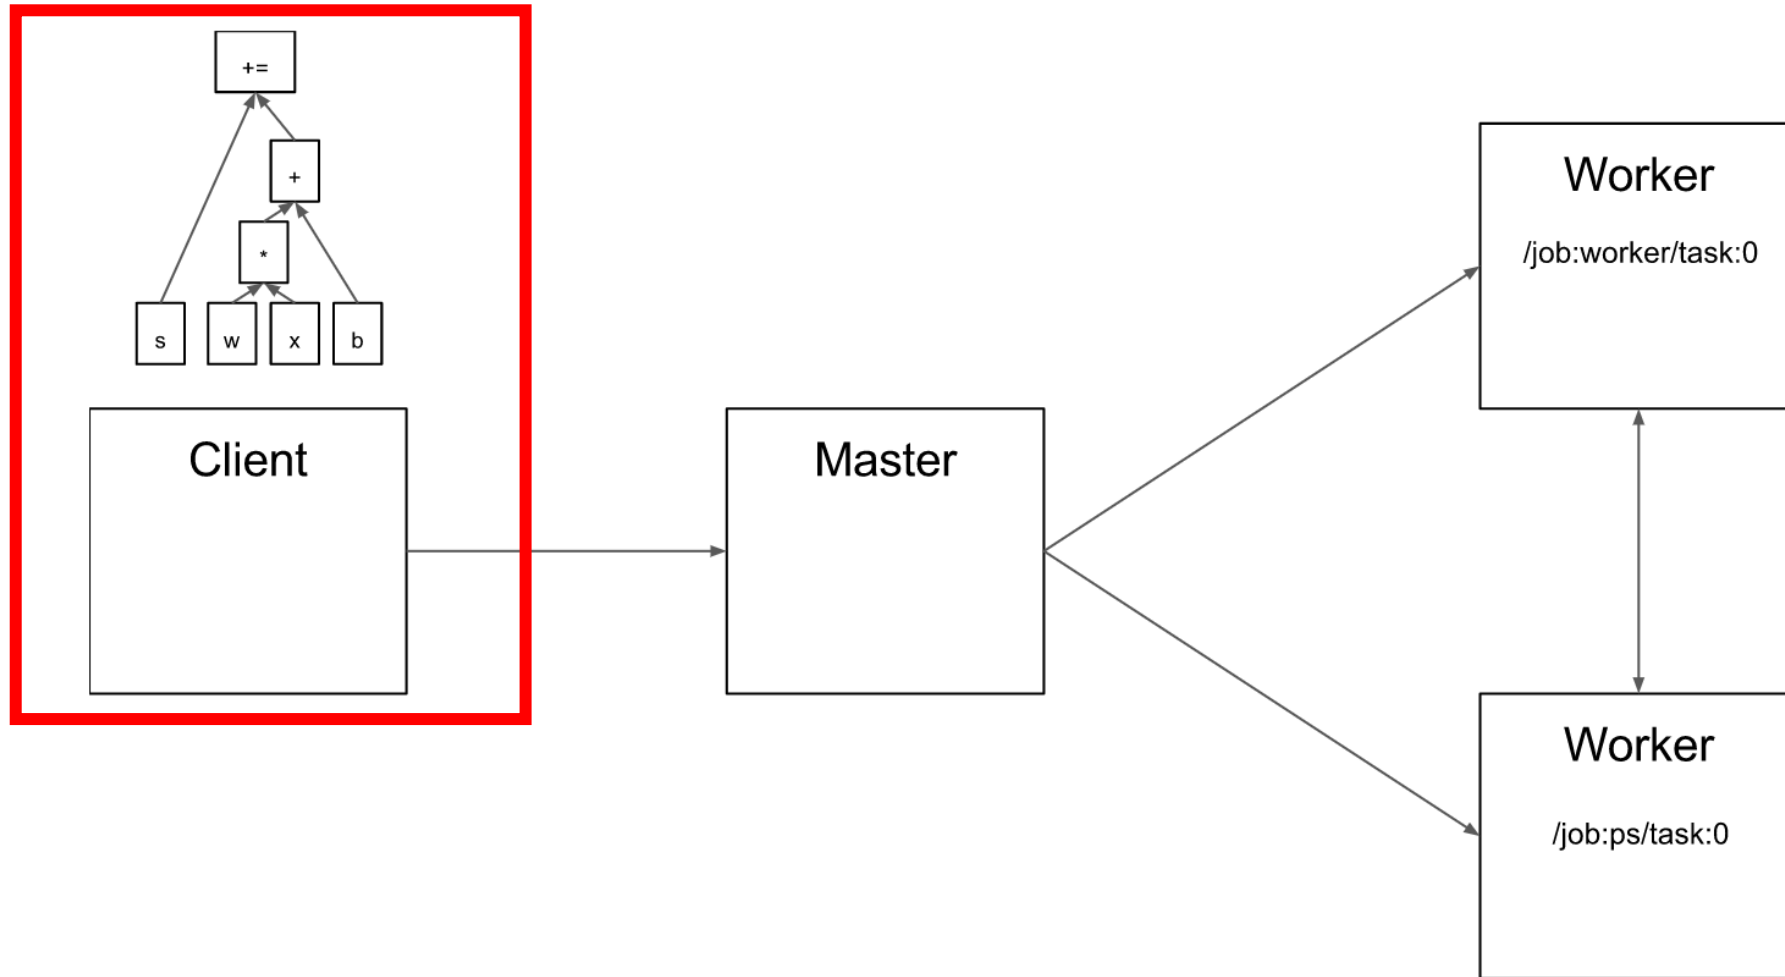 +=
+
*
s w x b
Client
Master
Worker
/job:worker/task:0
Worker
/job:ps/task:0